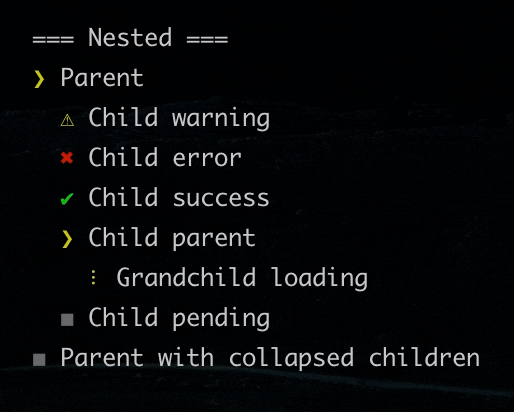 === Nested ===
❯ Parent
⚠ Child warning
✖ Child error
✔ Child success
❯ Child parent
⋮ Grandchild loading
■ Child pending
■ Parent with collapsed children